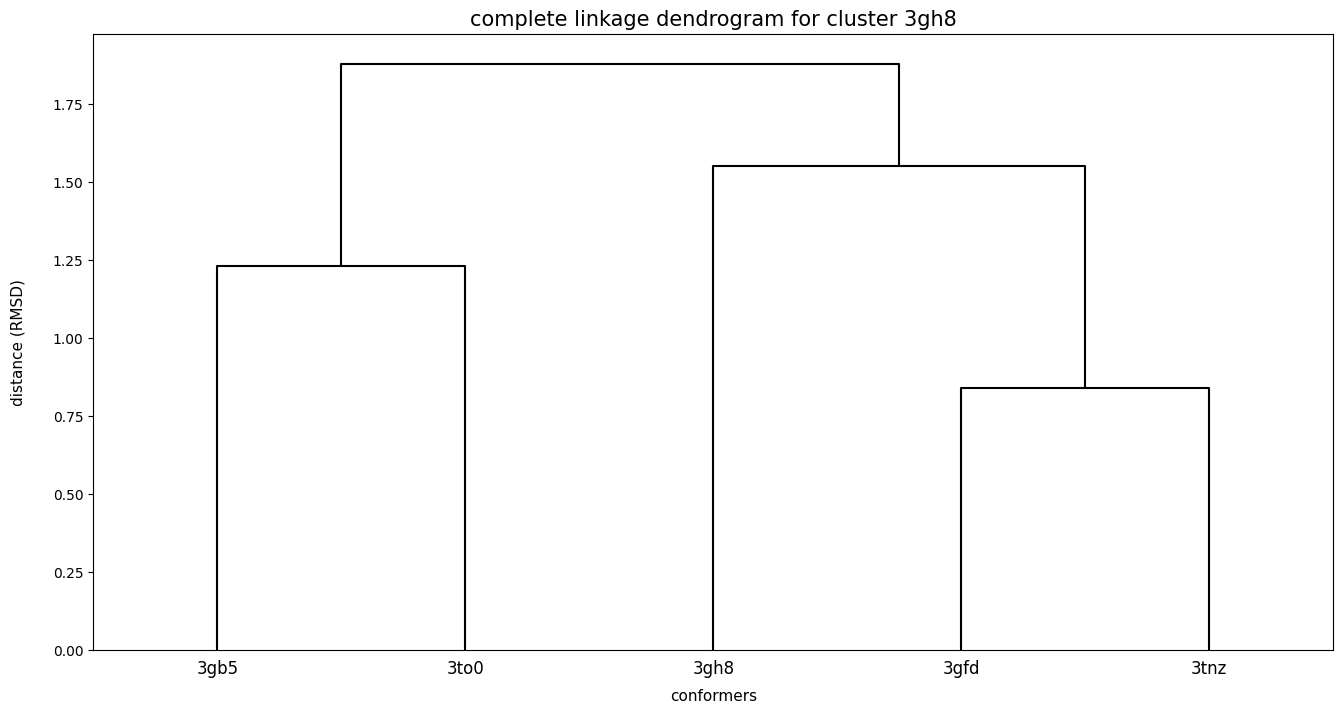 complete linkage dendrogram for cluster 3gh8
distance (RMSD)
1.75
1.50
1.25
1.00
0.75
0.50
0.25
0.00
3gb5 3to0 3gh8 3gfd 3tnz
conformers